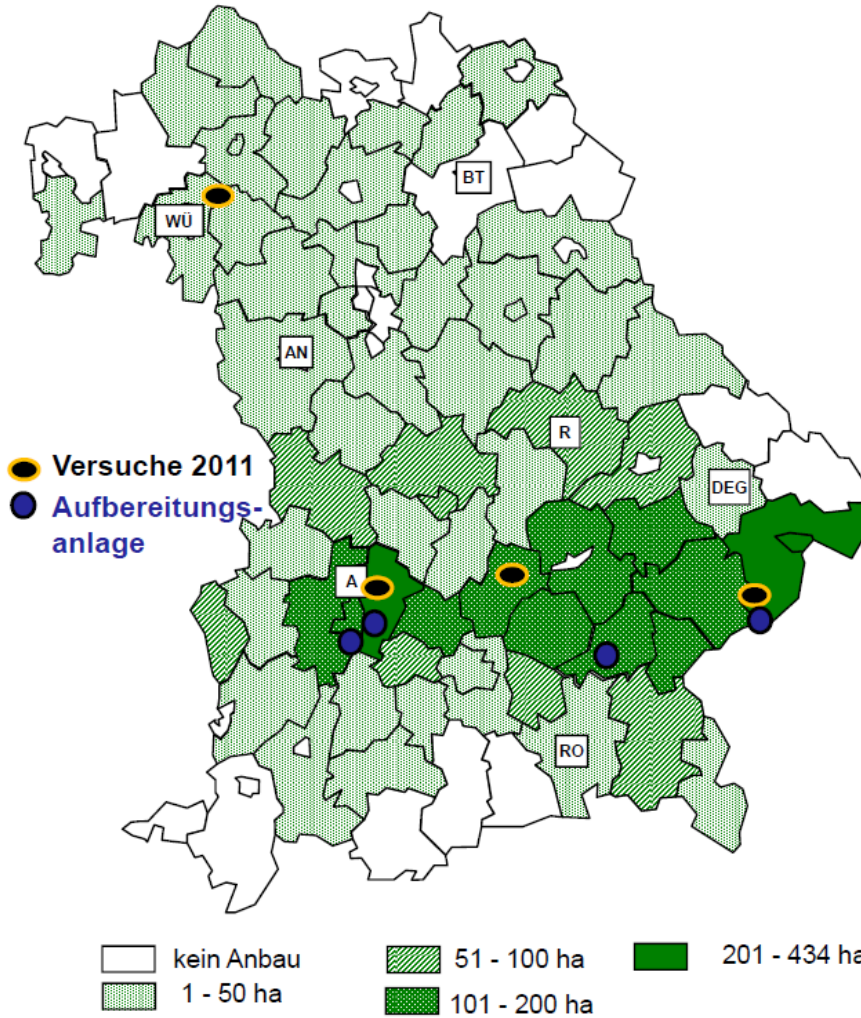 BT
WÜ
AN
R
Versuche 2011
DEG
Aufbereitungs-
anlage
A
RO
kein Anbau
51 - 100 ha
201 - 434 ha
1 - 50 ha
101 - 200 ha